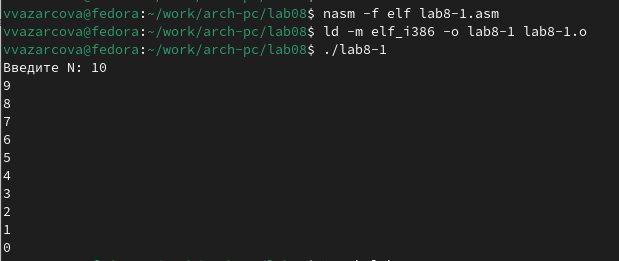 vvazarcova@fedora:~/work/arch-pc/lab08$ nasm -f elf lab8-1.asm
vvazarcova@fedora:~/work/arch-pc/lab08$ ld -m elf_i386 -o lab8-1 lab8-1.o
vvazarcova@fedora:~/work/arch-pc/lab08$ ./lab8-1
Введите N: 10
9
8
7
6
5
4
3
2
1
0